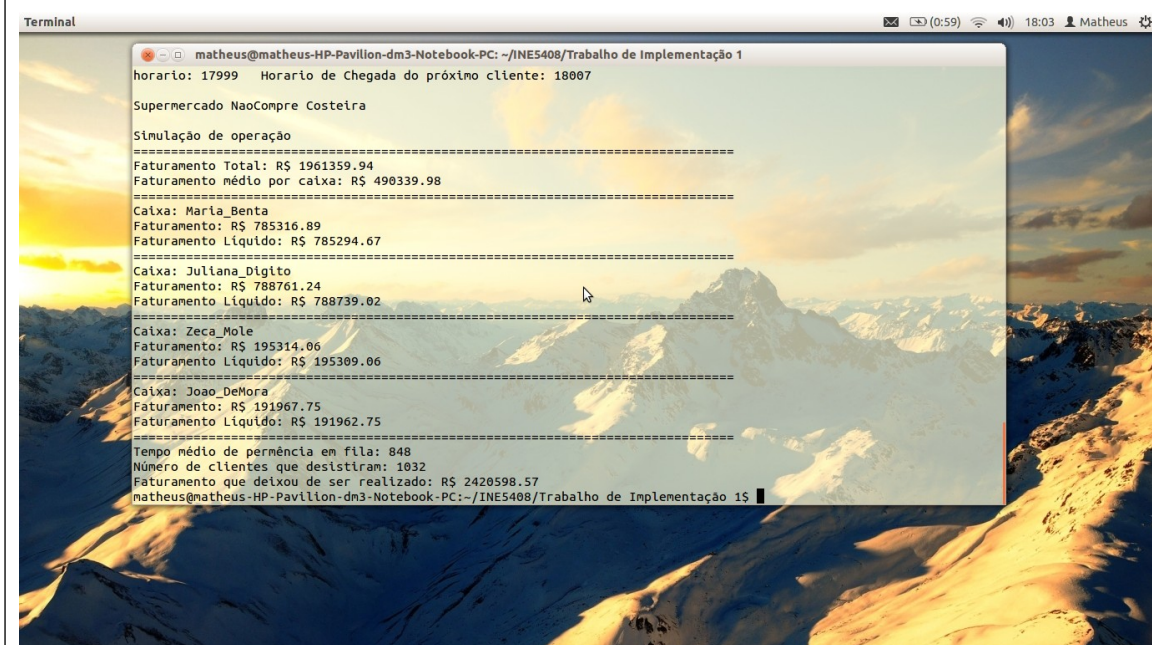 Terminal (0:59) 18:03 Matheus
matheus@matheus-HP-Pavilion-dm3-Notebook-PC: ~/INE5408/Trabalho de Implementação 1
horario: 17999   Horario de Chegada do próximo cliente: 18007
Supermercado NaoCompre Costeira
Simulação de operação
=================================================================================
Faturamento Total: R$ 1961359.94
Faturamento médio por caixa: R$ 490339.98
=================================================================================
Caixa: Maria_Benta
Faturamento: R$ 785316.89
Faturamento Líquido: R$ 785294.67
=================================================================================
Caixa: Juliana_Digito
Faturamento: R$ 788761.24
Faturamento Líquido: R$ 788739.02
=================================================================================
Caixa: Zeca_Mole
Faturamento: R$ 195314.06
Faturamento Líquido: R$ 195309.06
=================================================================================
Caixa: Joao_DeMora
Faturamento: R$ 191967.75
Faturamento Líquido: R$ 191962.75
=================================================================================
Tempo médio de permência em fila: 848
Número de clientes que desistiram: 1032
Faturamento que deixou de ser realizado: R$ 2420598.57
matheus@matheus-HP-Pavilion-dm3-Notebook-PC:~/INE5408/Trabalho de Implementação 1$